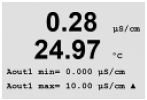 0.28 µS/cm
24.97 °C
Aout1 min= 0.000 µS/cm
Aout1 max= 10.00 µS/cm ▲